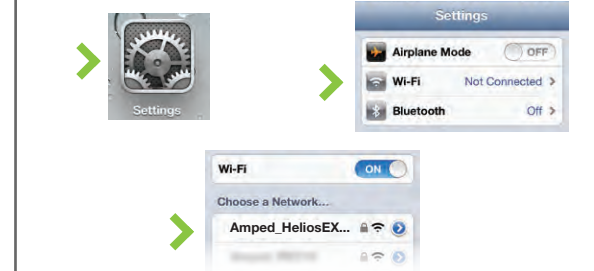 Settings
Settings
Airplane Mode OFF
Wi-Fi Not Connected
Bluetooth Off
Wi-Fi ON
Choose a Network...
Amped_HeliosEX...